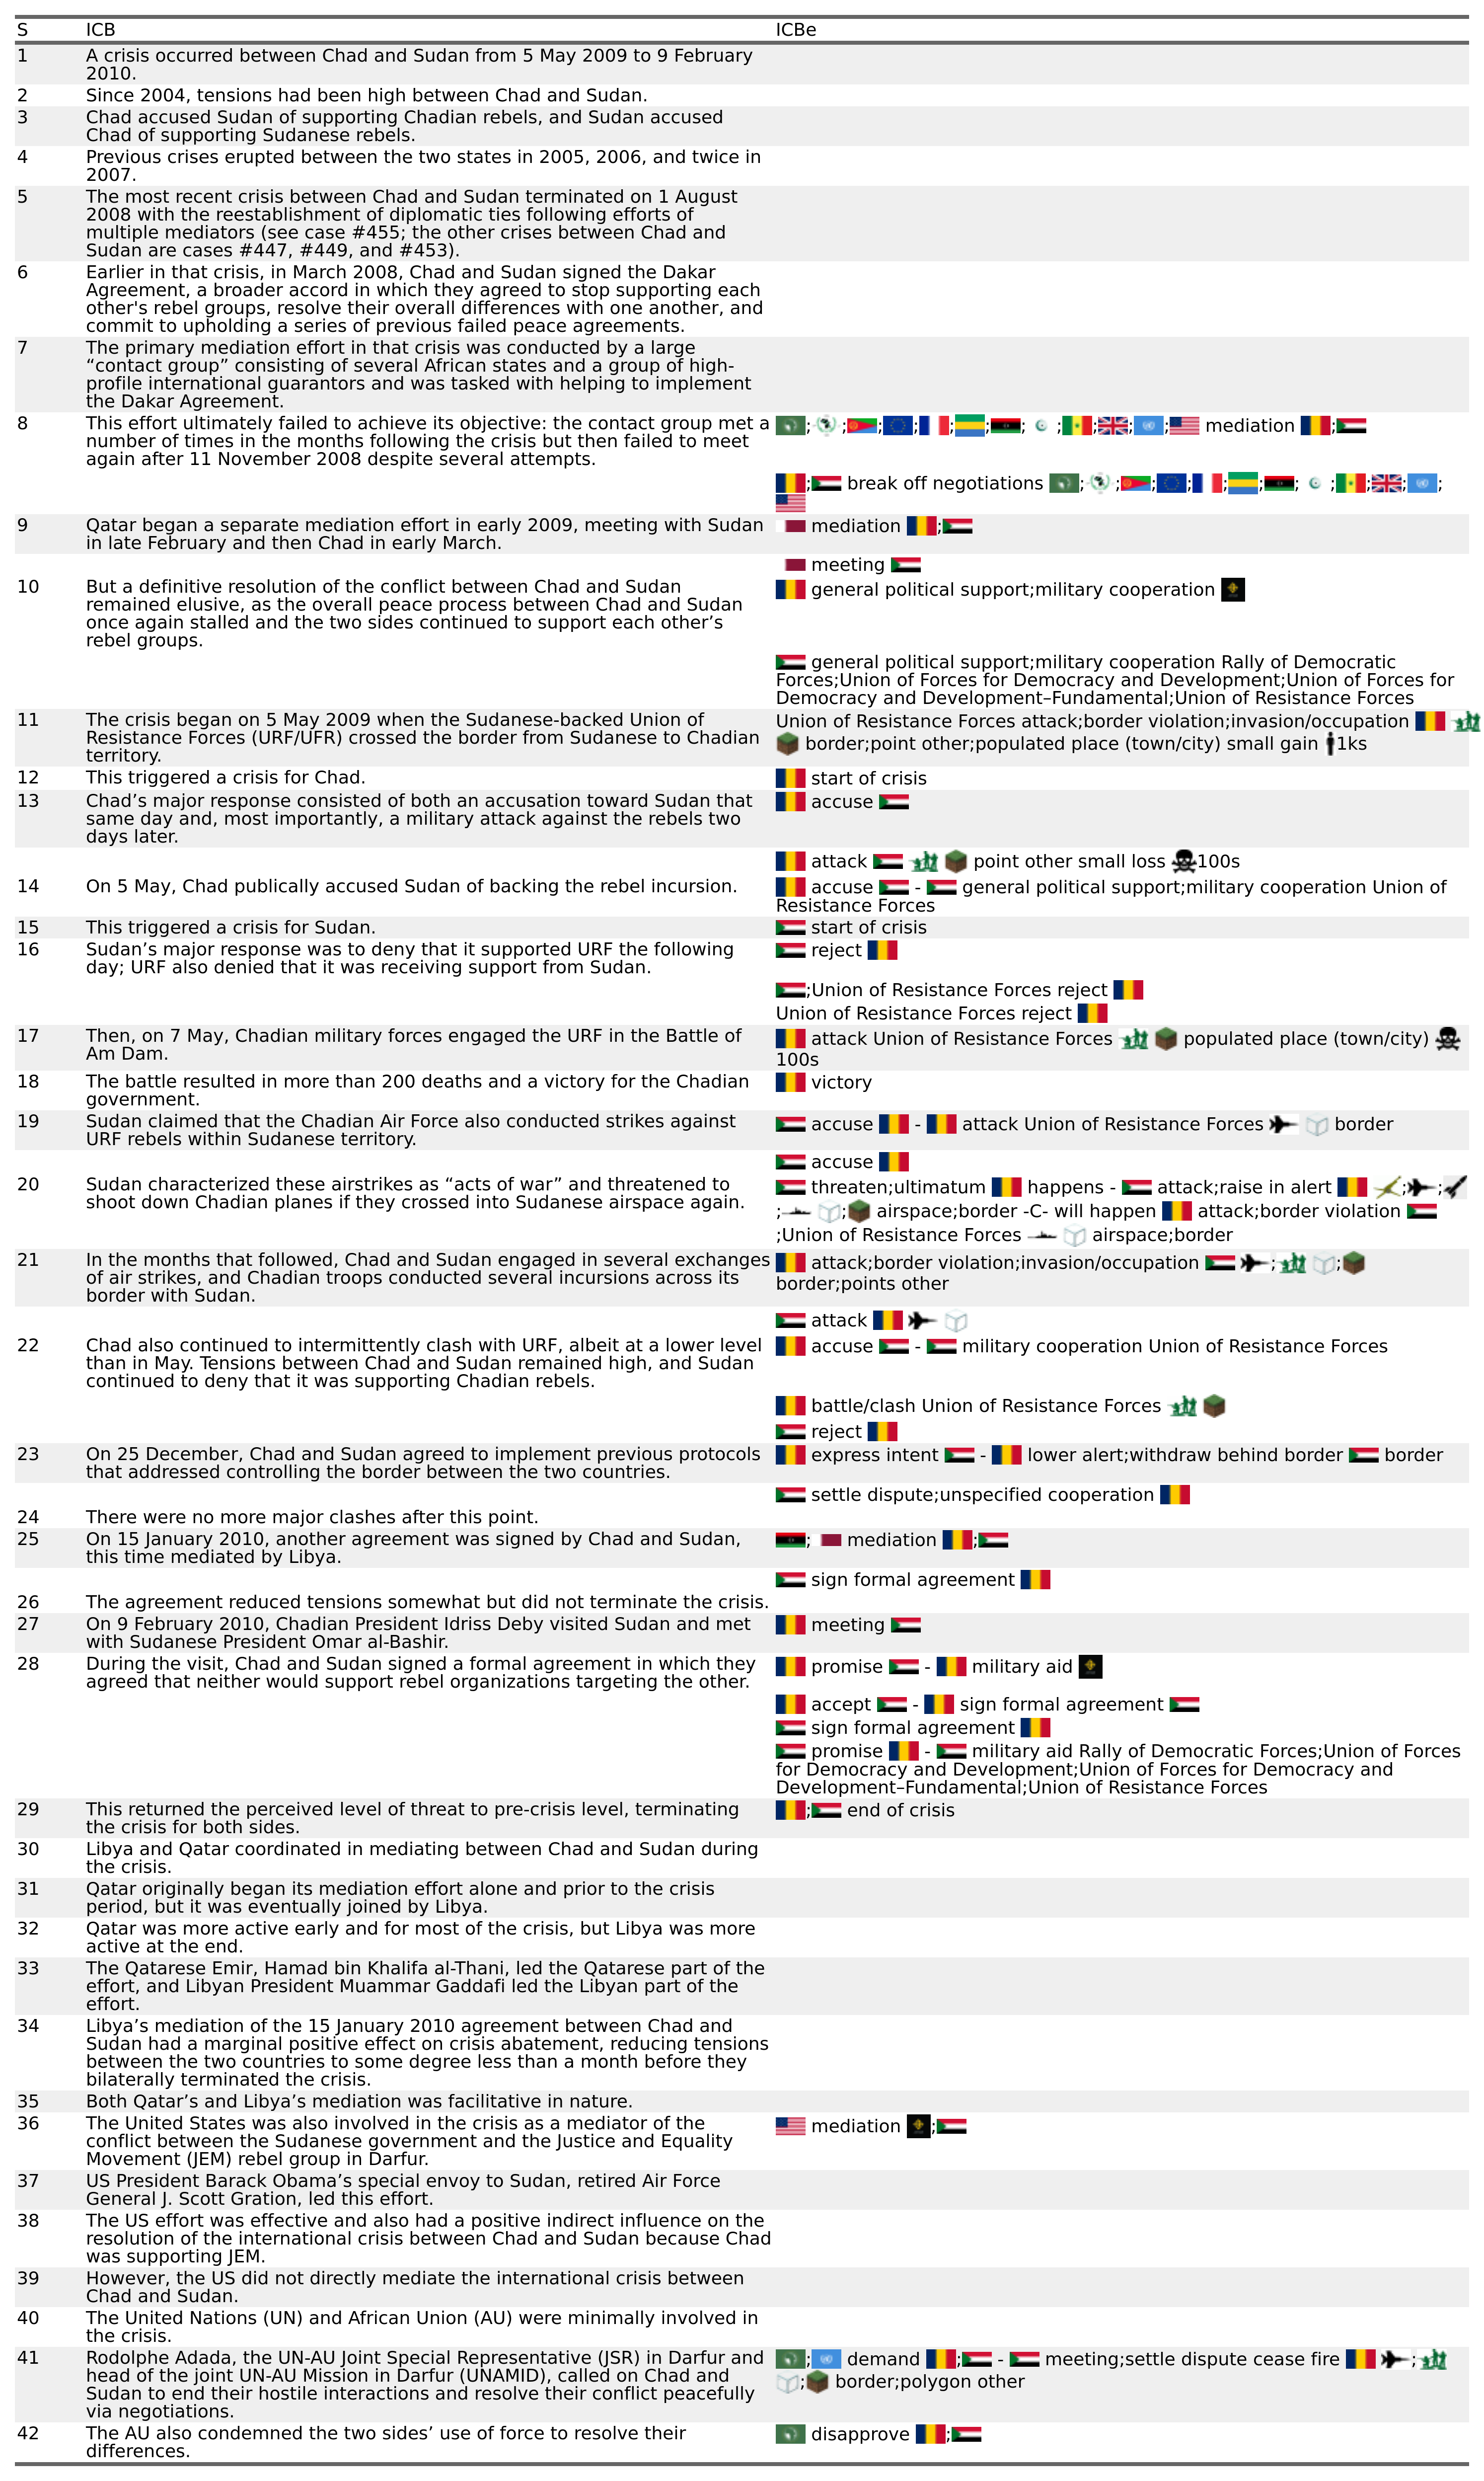 S ICB ICBe
1 A crisis occurred between Chad and Sudan from 5 May 2009 to 9 February
2010.
2 Since 2004, tensions had been high between Chad and Sudan.
3 Chad accused Sudan of supporting Chadian rebels, and Sudan accused
Chad of supporting Sudanese rebels.
4 Previous crises erupted between the two states in 2005, 2006, and twice in
2007.
5 The most recent crisis between Chad and Sudan terminated on 1 August
2008 with the reestablishment of diplomatic ties following efforts of
multiple mediators (see case #455; the other crises between Chad and
Sudan are cases #447, #449, and #453).
6 Earlier in that crisis, in March 2008, Chad and Sudan signed the Dakar
Agreement, a broader accord in which they agreed to stop supporting each
other's rebel groups, resolve their overall differences with one another, and
commit to upholding a series of previous failed peace agreements.
7 The primary mediation effort in that crisis was conducted by a large
“contact group” consisting of several African states and a group of high-
profile international guarantors and was tasked with helping to implement
the Dakar Agreement.
8 This effort ultimately failed to achieve its objective: the contact group met a
number of times in the months following the crisis but then failed to meet
again after 11 November 2008 despite several attempts.
;;;;;;;;;;; mediation ;
; break off negotiations ;;;;;;;;;;;
9 Qatar began a separate mediation effort in early 2009, meeting with Sudan
in late February and then Chad in early March.
mediation ;
meeting
10 But a definitive resolution of the conflict between Chad and Sudan
remained elusive, as the overall peace process between Chad and Sudan
once again stalled and the two sides continued to support each other’s
rebel groups.
general political support;military cooperation
general political support;military cooperation Rally of Democratic
Forces;Union of Forces for Democracy and Development;Union of Forces for
Democracy and Development–Fundamental;Union of Resistance Forces
11 The crisis began on 5 May 2009 when the Sudanese-backed Union of
Resistance Forces (URF/UFR) crossed the border from Sudanese to Chadian
territory.
Union of Resistance Forces attack;border violation;invasion/occupation
border;point other;populated place (town/city) small gain 1ks
12 This triggered a crisis for Chad.
start of crisis
13 Chad’s major response consisted of both an accusation toward Sudan that
same day and, most importantly, a military attack against the rebels two
days later.
accuse
attack point other small loss 100s
14 On 5 May, Chad publically accused Sudan of backing the rebel incursion.
accuse - general political support;military cooperation Union of
Resistance Forces
15 This triggered a crisis for Sudan.
start of crisis
16 Sudan’s major response was to deny that it supported URF the following
day; URF also denied that it was receiving support from Sudan.
reject
;Union of Resistance Forces reject
Union of Resistance Forces reject
17 Then, on 7 May, Chadian military forces engaged the URF in the Battle of
Am Dam.
attack Union of Resistance Forces populated place (town/city)
100s
18 The battle resulted in more than 200 deaths and a victory for the Chadian
government.
victory
19 Sudan claimed that the Chadian Air Force also conducted strikes against
URF rebels within Sudanese territory.
accuse - attack Union of Resistance Forces border
accuse
20 Sudan characterized these airstrikes as “acts of war” and threatened to
shoot down Chadian planes if they crossed into Sudanese airspace again.
threaten;ultimatum happens - attack;raise in alert ;;
; ; airspace;border -C- will happen attack;border violation
;Union of Resistance Forces airspace;border
21 In the months that followed, Chad and Sudan engaged in several exchanges
of air strikes, and Chadian troops conducted several incursions across its
border with Sudan.
attack;border violation;invasion/occupation ; ;
border;points other
attack
22 Chad also continued to intermittently clash with URF, albeit at a lower level
than in May. Tensions between Chad and Sudan remained high, and Sudan
continued to deny that it was supporting Chadian rebels.
accuse - military cooperation Union of Resistance Forces
battle/clash Union of Resistance Forces
reject
23 On 25 December, Chad and Sudan agreed to implement previous protocols
that addressed controlling the border between the two countries.
express intent - lower alert;withdraw behind border border
settle dispute;unspecified cooperation
24 There were no more major clashes after this point.
25 On 15 January 2010, another agreement was signed by Chad and Sudan,
this time mediated by Libya.
; mediation ;
sign formal agreement
26 The agreement reduced tensions somewhat but did not terminate the crisis.
27 On 9 February 2010, Chadian President Idriss Deby visited Sudan and met
with Sudanese President Omar al-Bashir.
meeting
28 During the visit, Chad and Sudan signed a formal agreement in which they
agreed that neither would support rebel organizations targeting the other.
promise - military aid
accept - sign formal agreement
sign formal agreement
promise - military aid Rally of Democratic Forces;Union of Forces
for Democracy and Development;Union of Forces for Democracy and
Development–Fundamental;Union of Resistance Forces
29 This returned the perceived level of threat to pre-crisis level, terminating
the crisis for both sides.
; end of crisis
30 Libya and Qatar coordinated in mediating between Chad and Sudan during
the crisis.
31 Qatar originally began its mediation effort alone and prior to the crisis
period, but it was eventually joined by Libya.
32 Qatar was more active early and for most of the crisis, but Libya was more
active at the end.
33 The Qatarese Emir, Hamad bin Khalifa al-Thani, led the Qatarese part of the
effort, and Libyan President Muammar Gaddafi led the Libyan part of the
effort.
34 Libya’s mediation of the 15 January 2010 agreement between Chad and
Sudan had a marginal positive effect on crisis abatement, reducing tensions
between the two countries to some degree less than a month before they
bilaterally terminated the crisis.
35 Both Qatar’s and Libya’s mediation was facilitative in nature.
36 The United States was also involved in the crisis as a mediator of the
conflict between the Sudanese government and the Justice and Equality
Movement (JEM) rebel group in Darfur.
mediation ;
37 US President Barack Obama’s special envoy to Sudan, retired Air Force
General J. Scott Gration, led this effort.
38 The US effort was effective and also had a positive indirect influence on the
resolution of the international crisis between Chad and Sudan because Chad
was supporting JEM.
39 However, the US did not directly mediate the international crisis between
Chad and Sudan.
40 The United Nations (UN) and African Union (AU) were minimally involved in
the crisis.
41 Rodolphe Adada, the UN-AU Joint Special Representative (JSR) in Darfur and
head of the joint UN-AU Mission in Darfur (UNAMID), called on Chad and
Sudan to end their hostile interactions and resolve their conflict peacefully
via negotiations.
; demand ; - meeting;settle dispute cease fire ;
; border;polygon other
42 The AU also condemned the two sides’ use of force to resolve their
differences.
disapprove ;